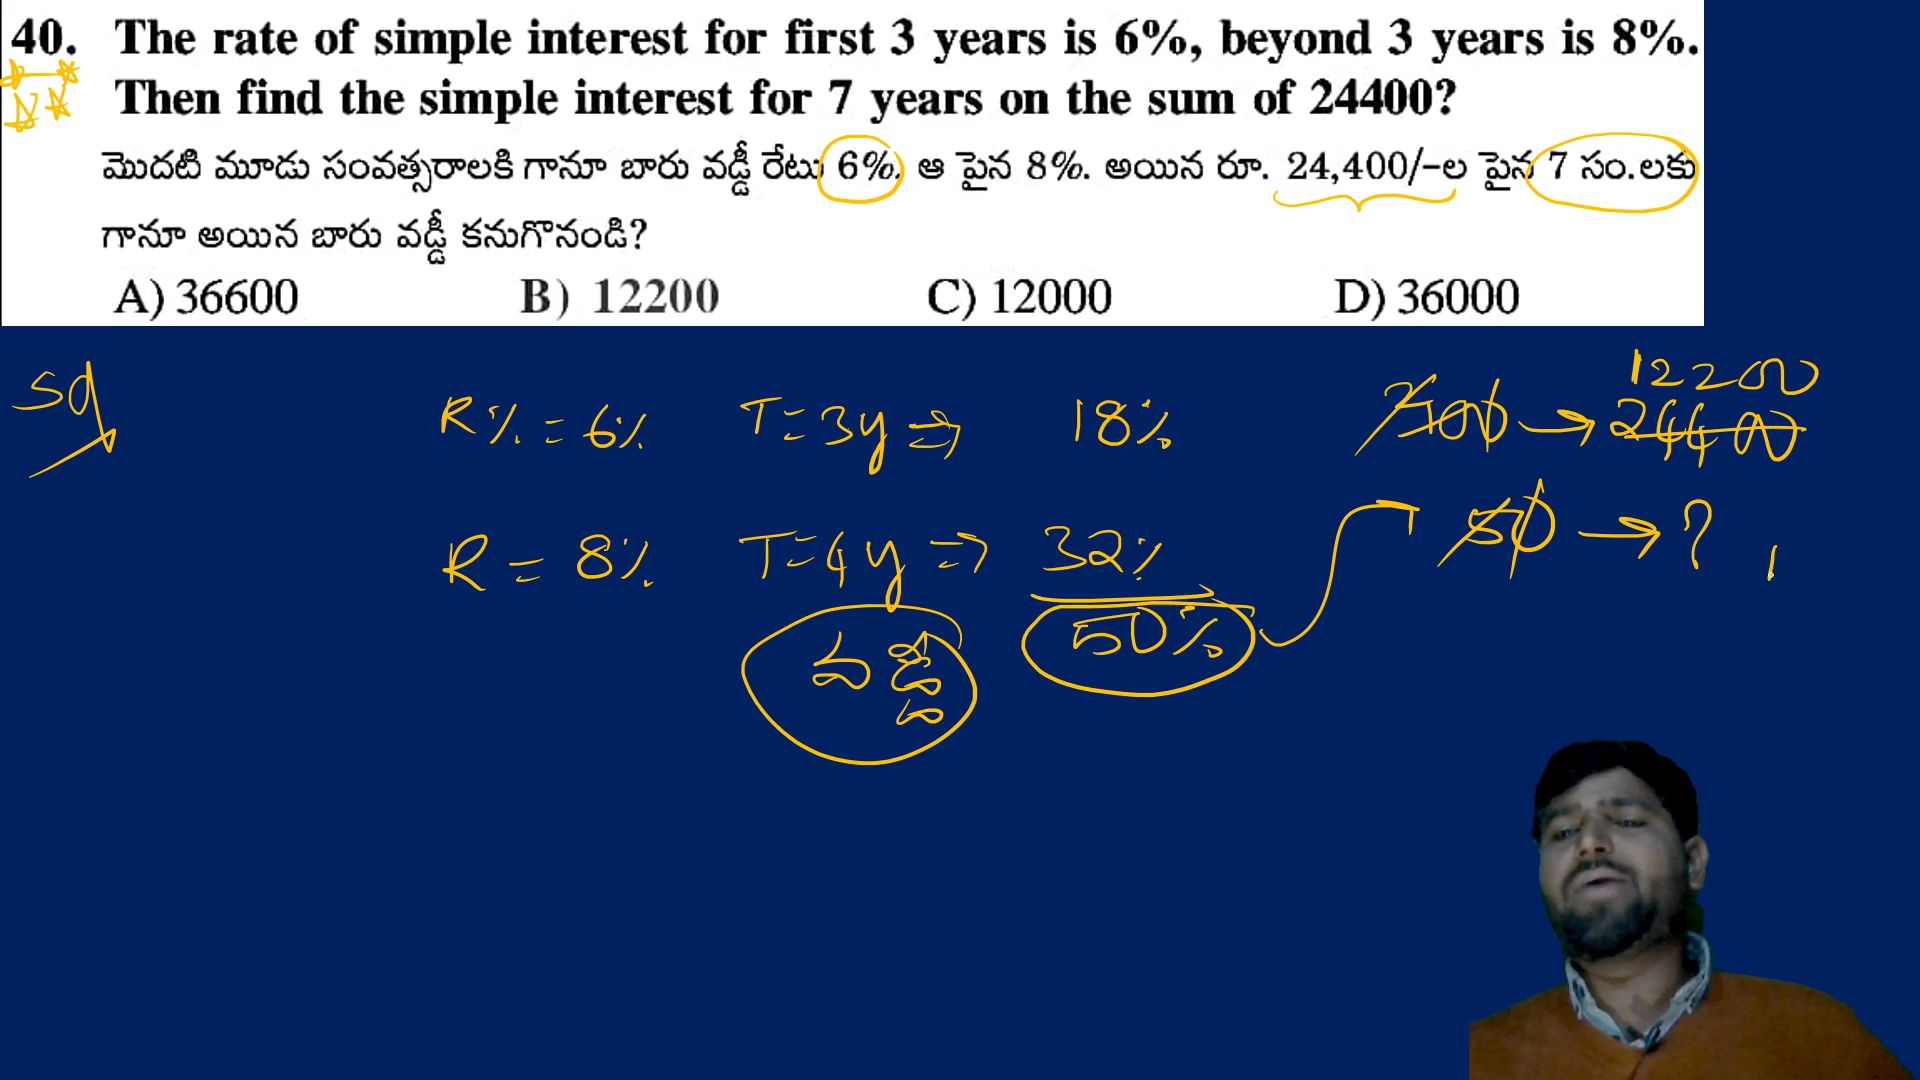 40. The rate of simple interest for first 3 years is 6%, beyond 3 years is 8%.
Then find the simple interest for 7 years on the sum of 24400?
మొదటి మూడు సంవత్సరాలకి గానూ బారు వడ్డీ రేటు 6%. ఆ పైన 8%. అయిన రూ. 24,400/-ల పైన 7 సం.లకు
గానూ అయిన బారు వడ్డీ కనుగొనండి?
A) 36600 B) 12200 C) 12000 D) 36000
R% = 6% T = 3y ⇒ 18%
12200
100 → 24400
R = 8% T = 4y ⇒ 32%
50 → ?
వడ్డీ 50%